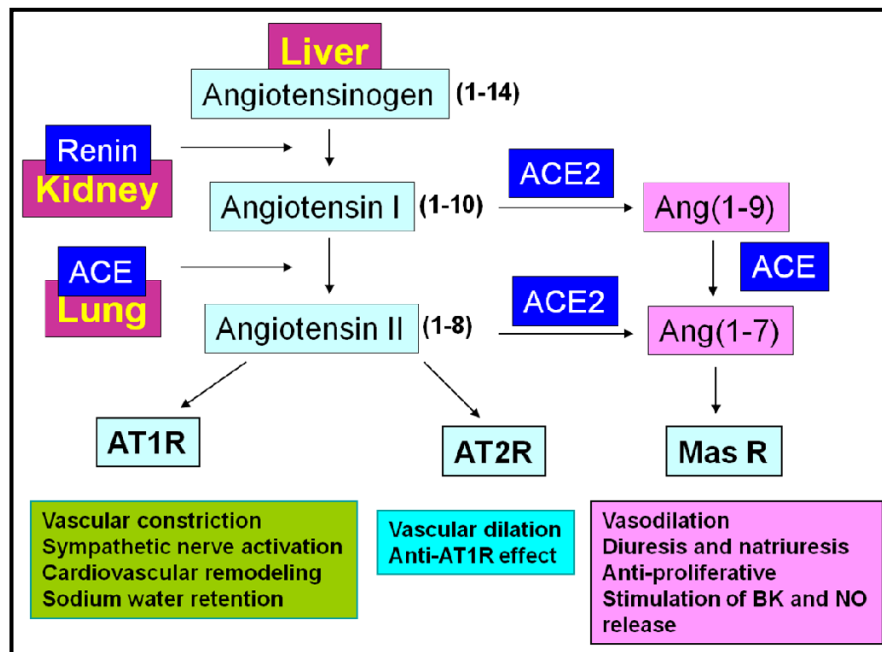 Liver
Angiotensinogen (1-14)
Renin
Kidney
ACE2
Angiotensin I (1-10)
Ang(1-9)
ACE
Lung
ACE
ACE2
Angiotensin II (1-8)
Ang(1-7)
AT1R
AT2R
Mas R
Vascular constriction
Sympathetic nerve activation
Cardiovascular remodeling
Sodium water retention
Vascular dilation
Anti-AT1R effect
Vasodilation
Diuresis and natriuresis
Anti-proliferative
Stimulation of BK and NO
release